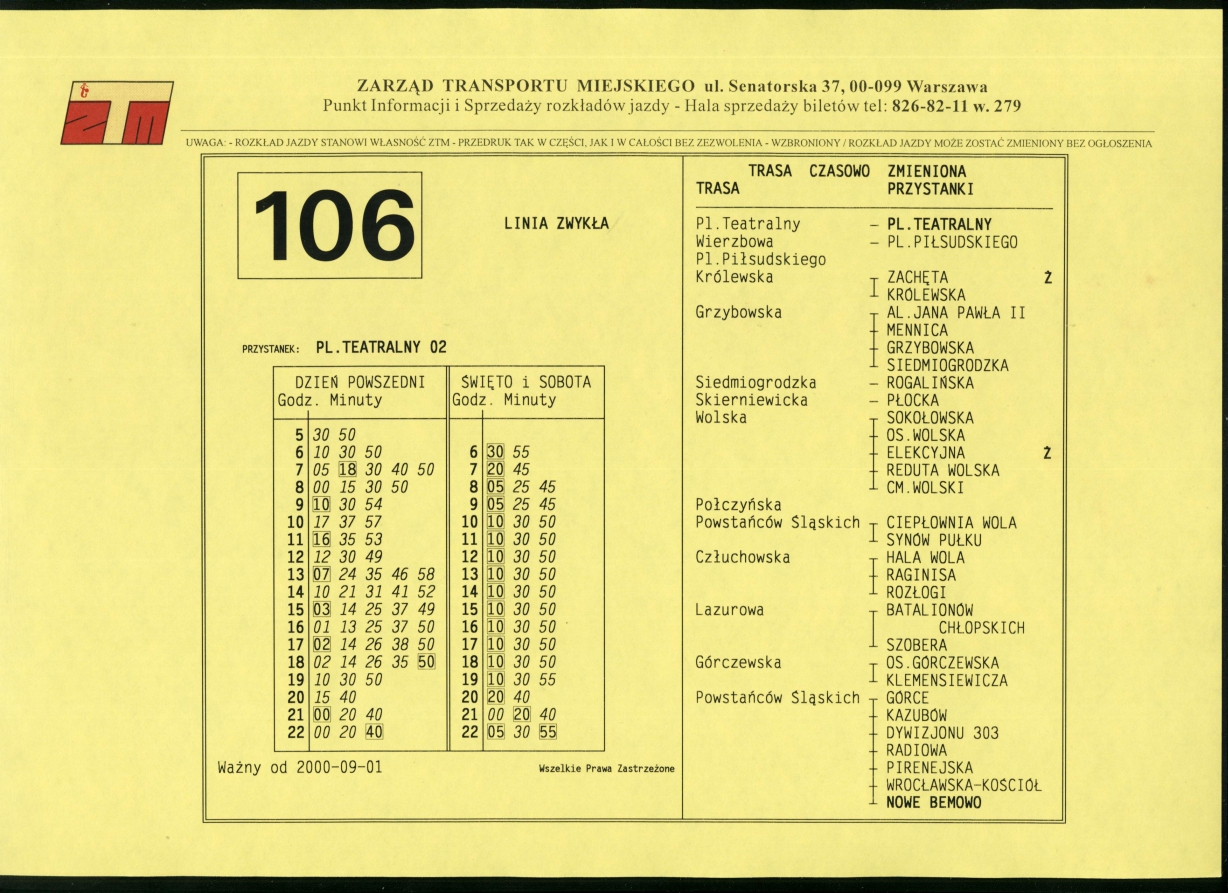 ZTM
ZARZĄD TRANSPORTU MIEJSKIEGO ul. Senatorska 37, 00-099 Warszawa
Punkt Informacji i Sprzedaży rozkładów jazdy - Hala sprzedaży biletów tel: 826-82-11 w. 279
UWAGA: - ROZKŁAD JAZDY STANOWI WŁASNOŚĆ ZTM - PRZEDRUK TAK W CZĘŚCI, JAK I W CAŁOŚCI BEZ ZEZWOLENIA - WZBRONIONY / ROZKŁAD JAZDY MOŻE ZOSTAĆ ZMIENIONY BEZ OGŁOSZENIA
106
LINIA ZWYKŁA
PRZYSTANEK: PL.TEATRALNY 02
DZIEŃ POWSZEDNI
Godz. Minuty
5 30 50
6 10 30 50
7 05 18 30 40 50
8 00 15 30 50
9 10 30 54
10 17 37 57
11 16 35 53
12 12 30 49
13 07 24 35 46 58
14 10 21 31 41 52
15 03 14 25 37 49
16 01 13 25 37 50
17 02 14 26 38 50
18 02 14 26 35 50
19 10 30 50
20 15 40
21 00 20 40
22 00 20 40
ŚWIĘTO i SOBOTA
Godz. Minuty
6 30 55
7 20 45
8 05 25 45
9 05 25 45
10 10 30 50
11 10 30 50
12 10 30 50
13 10 30 50
14 10 30 50
15 10 30 50
16 10 30 50
17 10 30 50
18 10 30 50
19 10 30 55
20 20 40
21 00 20 40
22 05 30 55
Ważny od 2000-09-01
Wszelkie Prawa Zastrzeżone
TRASA CZASOWO ZMIENIONA
TRASA PRZYSTANKI
Pl.Teatralny – PL.TEATRALNY
Wierzbowa – PL.PIŁSUDSKIEGO
Pl.Piłsudskiego
Królewska ZACHĘTA Ż
KRÓLEWSKA
Grzybowska AL.JANA PAWŁA II
MENNICA
GRZYBOWSKA
SIEDMIOGRODZKA
Siedmiogrodzka – ROGALIŃSKA
Skierniewicka – PŁOCKA
Wolska SOKOŁOWSKA
OS.WOLSKA
ELEKCYJNA Ż
REDUTA WOLSKA
CM.WOLSKI
Połczyńska
Powstańców Śląskich CIEPŁOWNIA WOLA
SYNÓW PUŁKU
Człuchowska HALA WOLA
RAGINISA
ROZŁOGI
Lazurowa BATALIONÓW
CHŁOPSKICH
SZOBERA
Górczewska OS.GÓRCZEWSKA
KLEMENSIEWICZA
Powstańców Śląskich GÓRCE
KAZUBÓW
DYWIZJONU 303
RADIOWA
PIRENEJSKA
WROCŁAWSKA–KOŚCIÓŁ
NOWE BEMOWO